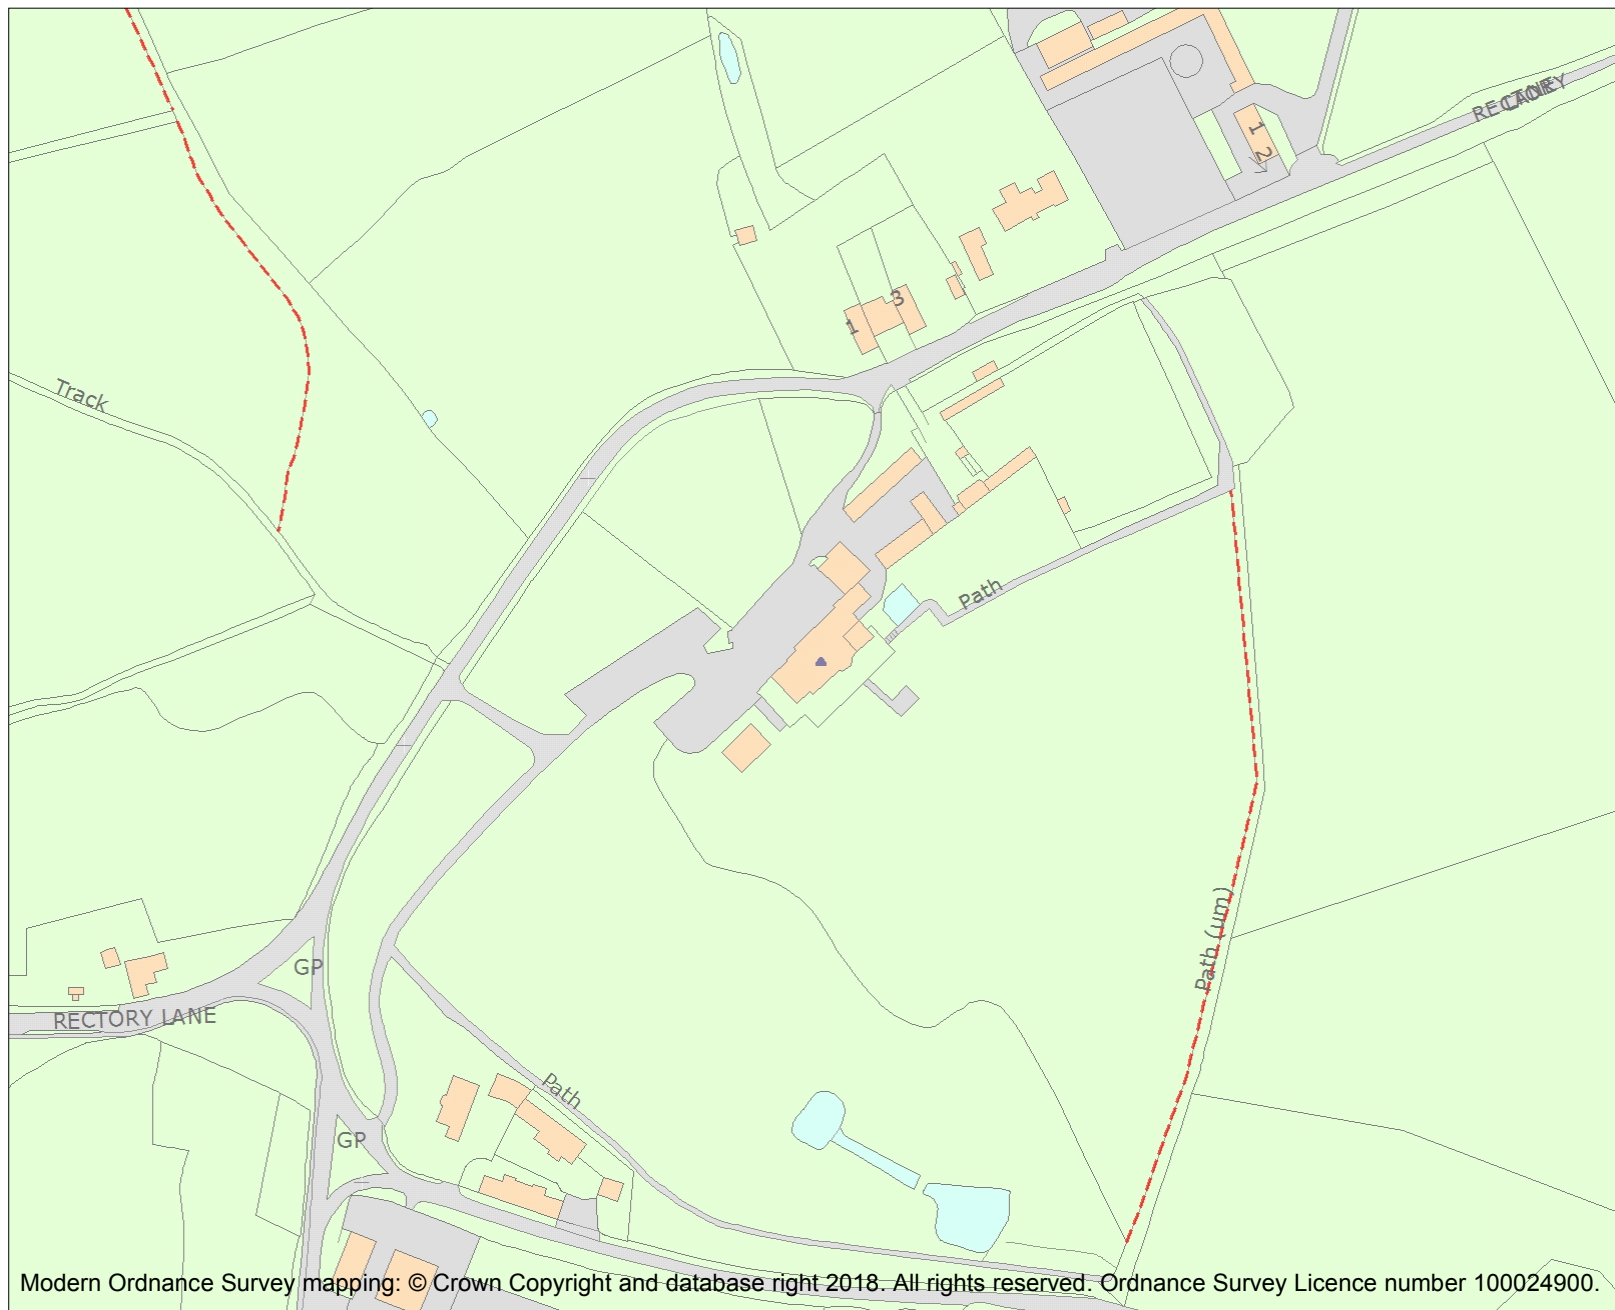 1
2
Track
3
1
Path
Path (um)
GP
RECTORY LANE
Path
GP
Modern Ordnance Survey mapping: © Crown Copyright and database right 2018. All rights reserved. Ordnance Survey Licence number 100024900.